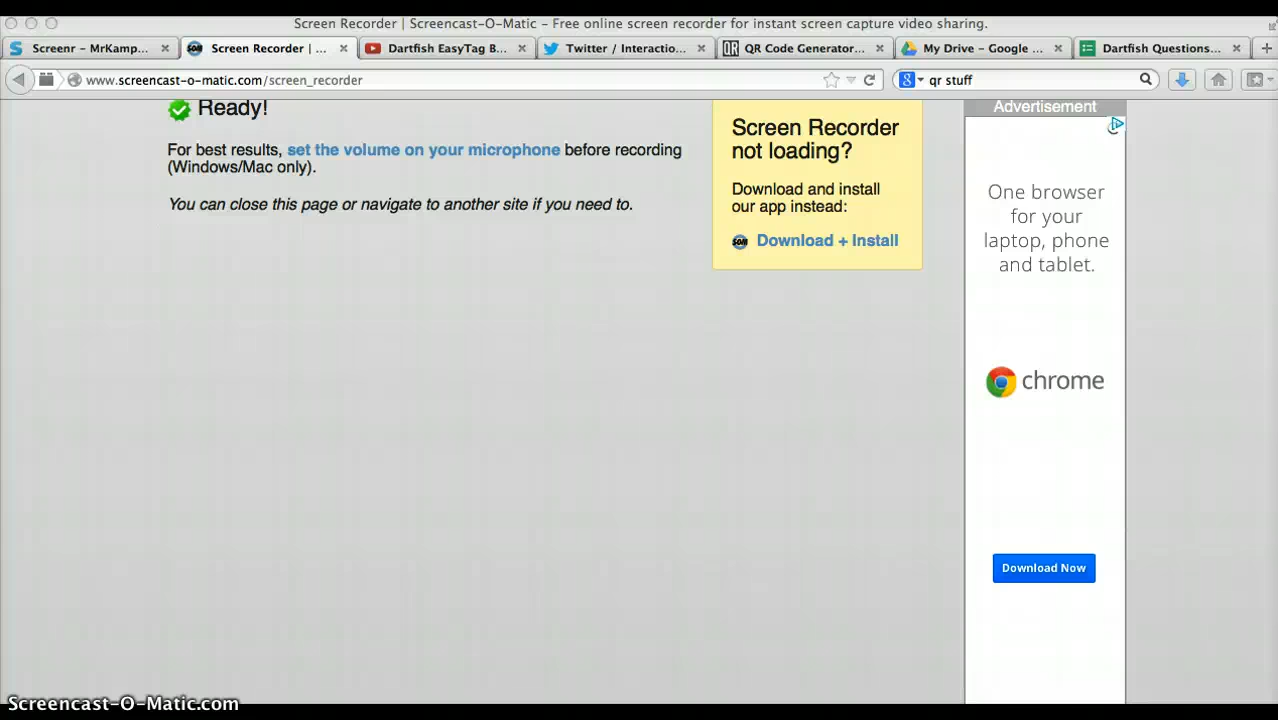 Screen Recorder | Screencast-O-Matic - Free online screen recorder for instant screen capture video sharing.
Screenr - MrKamp...
Screen Recorder | ...
Dartfish EasyTag B...
Twitter / Interactio...
QR Code Generator...
My Drive - Google ...
Dartfish Questions...
www.screencast-o-matic.com/screen_recorder
qr stuff
Ready!
For best results, set the volume on your microphone before recording
(Windows/Mac only).
You can close this page or navigate to another site if you need to.
Screen Recorder
not loading?
Download and install
our app instead:
SOM Download + Install
Advertisement
One browser
for your
laptop, phone
and tablet.
chrome
Download Now
Screencast-O-Matic.com